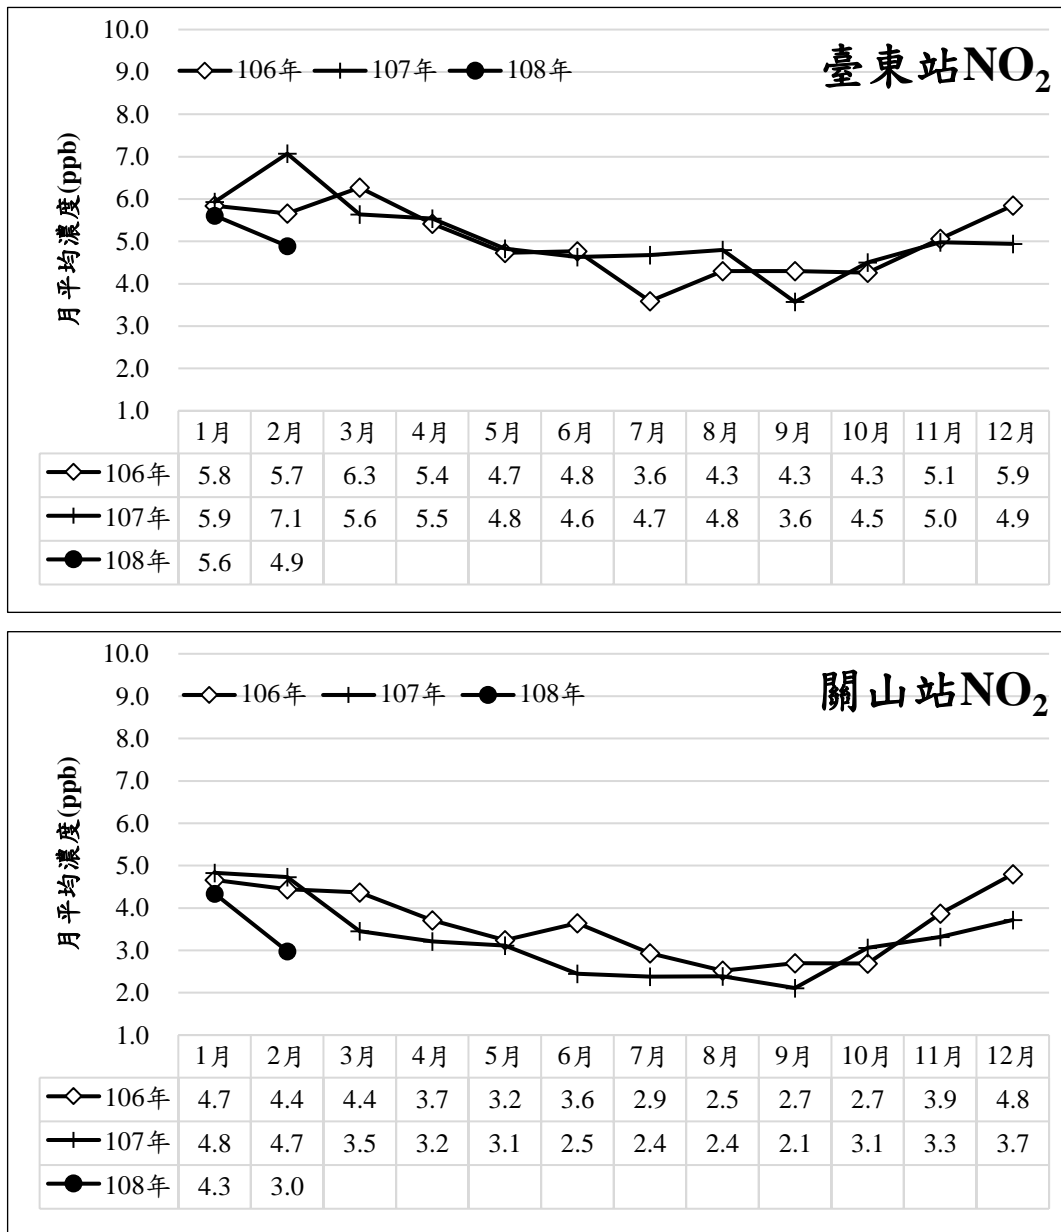 臺東站NO2
106年 107年 108年
月平均濃度(ppb)
10.0
9.0
8.0
7.0
6.0
5.0
4.0
3.0
2.0
1.0
1月 2月 3月 4月 5月 6月 7月 8月 9月 10月 11月 12月
106年 5.8 5.7 6.3 5.4 4.7 4.8 3.6 4.3 4.3 4.3 5.1 5.9
107年 5.9 7.1 5.6 5.5 4.8 4.6 4.7 4.8 3.6 4.5 5.0 4.9
108年 5.6 4.9
關山站NO2
106年 107年 108年
月平均濃度(ppb)
10.0
9.0
8.0
7.0
6.0
5.0
4.0
3.0
2.0
1.0
1月 2月 3月 4月 5月 6月 7月 8月 9月 10月 11月 12月
106年 4.7 4.4 4.4 3.7 3.2 3.6 2.9 2.5 2.7 2.7 3.9 4.8
107年 4.8 4.7 3.5 3.2 3.1 2.5 2.4 2.4 2.1 3.1 3.3 3.7
108年 4.3 3.0